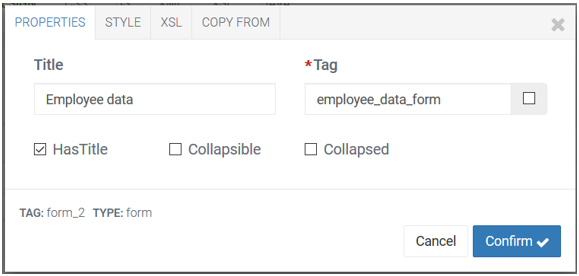 PROPERTIES STYLE XSL COPY FROM
Title *Tag
Employee data employee_data_form
HasTitle Collapsible Collapsed
TAG: form_2 TYPE: form
Cancel Confirm